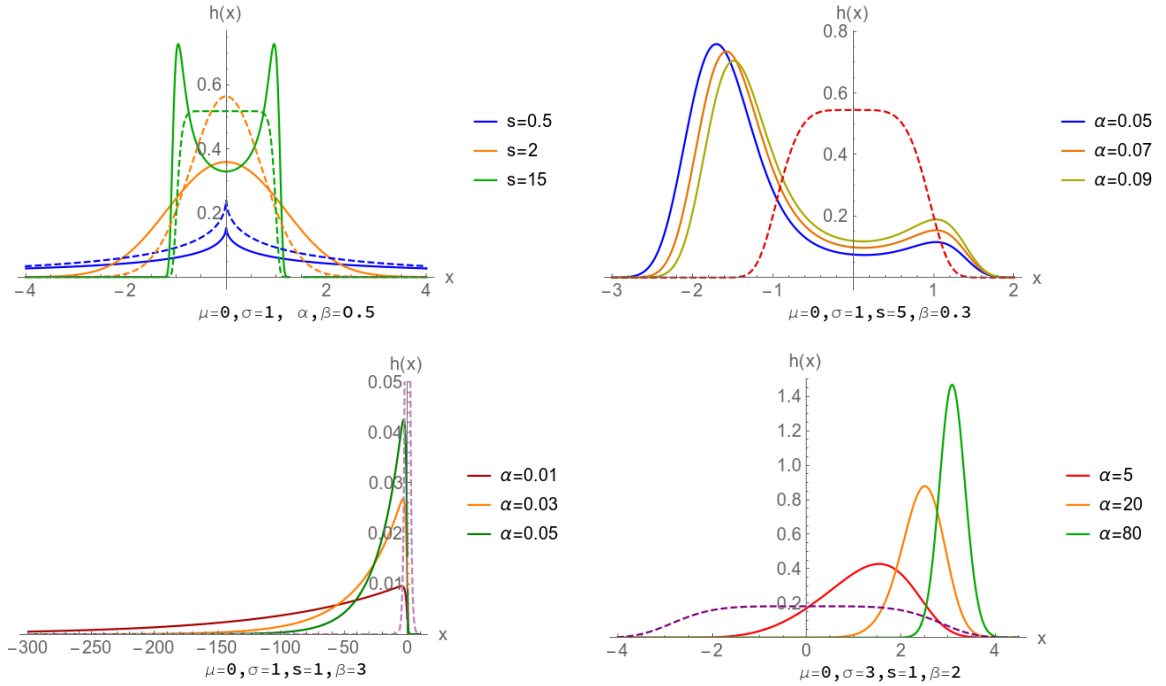 h(x)
0.6
0.4
0.2
−4
−2
0
2
4
x
μ=0,σ=1, α,β=0.5
s=0.5
s=2
s=15
h(x)
0.8
0.6
0.4
0.2
−3
−2
−1
0
1
2
x
μ=0,σ=1,s=5,β=0.3
α=0.05
α=0.07
α=0.09
h(x)
0.05
0.04
0.03
0.02
0.01
−300
−250
−200
−150
−100
−50
0
x
μ=0,σ=1,s=1,β=3
α=0.01
α=0.03
α=0.05
h(x)
1.4
1.2
1.0
0.8
0.6
0.4
0.2
−4
−2
0
2
4
x
μ=0,σ=3,s=1,β=2
α=5
α=20
α=80